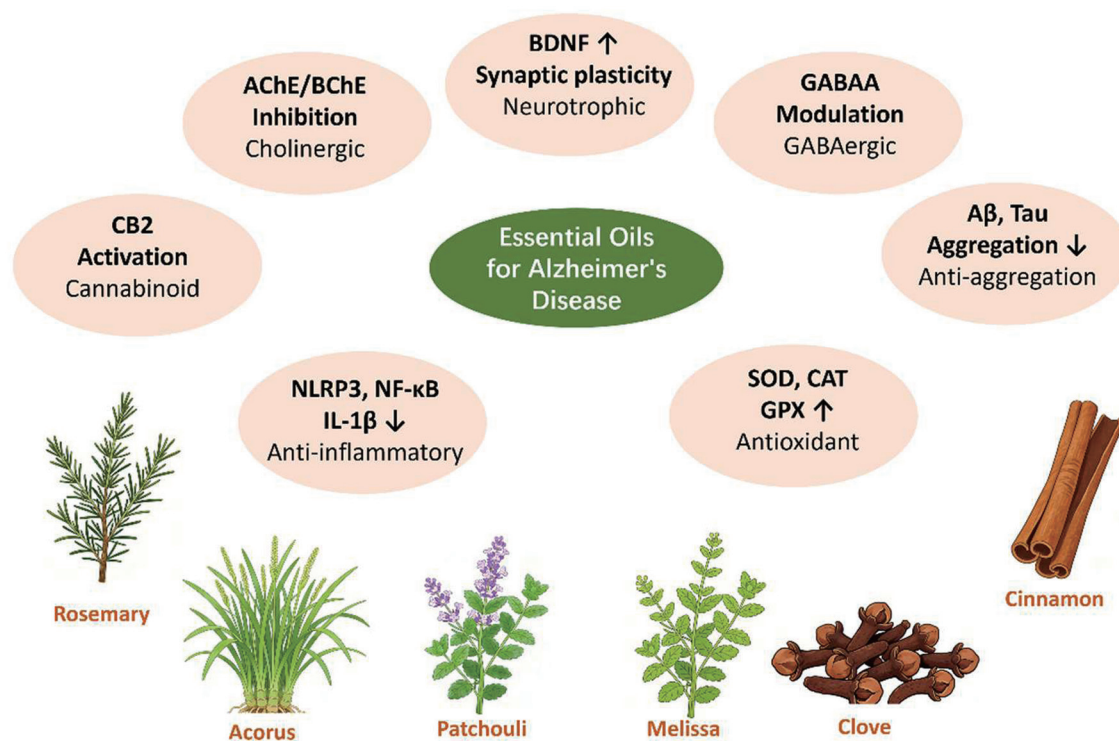 BDNF ↑
Synaptic plasticity
Neurotrophic
AChE/BChE
Inhibition
Cholinergic
GABAA
Modulation
GABAergic
CB2
Activation
Cannabinoid
Essential Oils
for Alzheimer's
Disease
Aβ, Tau
Aggregation ↓
Anti-aggregation
NLRP3, NF-κB
IL-1β ↓
Anti-inflammatory
SOD, CAT
GPX ↑
Antioxidant
Rosemary
Acorus
Patchouli
Melissa
Clove
Cinnamon